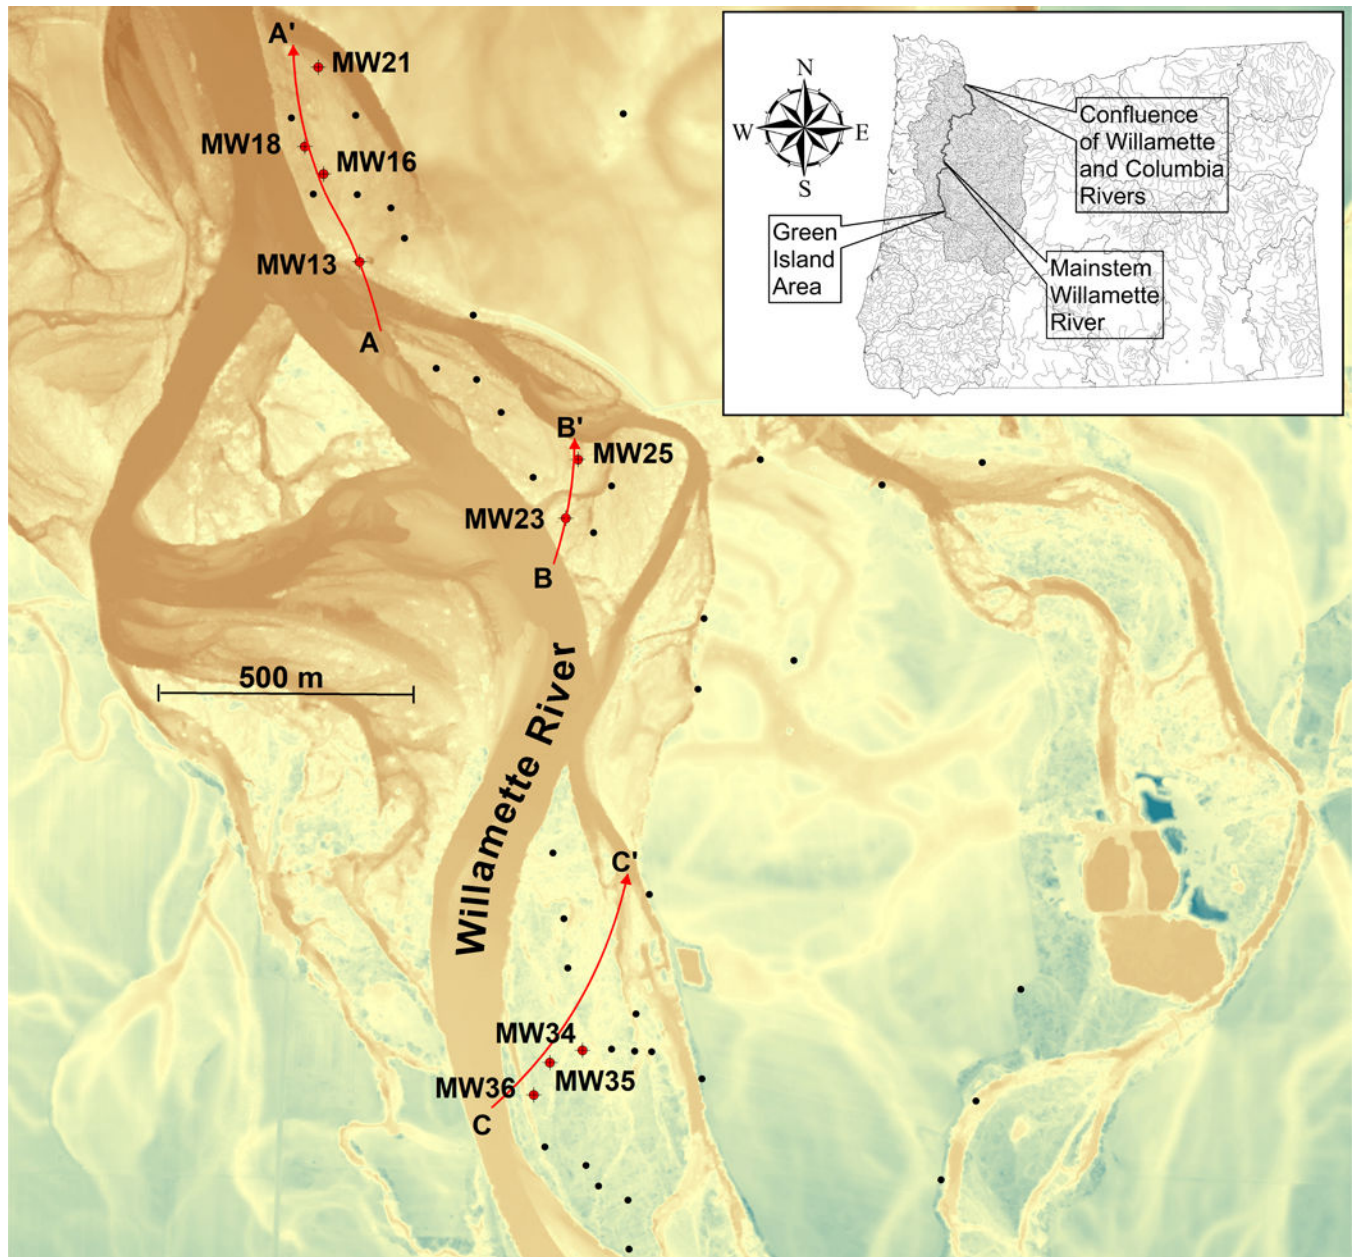 A'
MW21
MW18
MW16
MW13
A
N
W
E
S
Confluence
of Willamette
and Columbia
Rivers
Green
Island
Area
Mainstem
Willamette
River
B'
MW25
MW23
B
500 m
Willamette River
C'
MW34
MW35
MW36
C